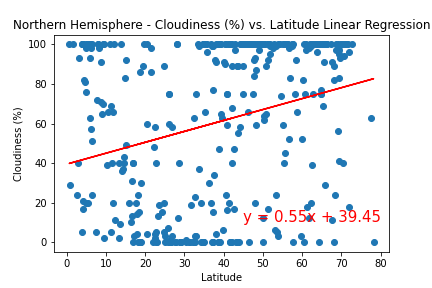 Northern Hemisphere - Cloudiness (%) vs. Latitude Linear Regression
100
80
60
40
20
0
Cloudiness (%)
y = 0.55x + 39.45
0 10 20 30 40 50 60 70 80
Latitude